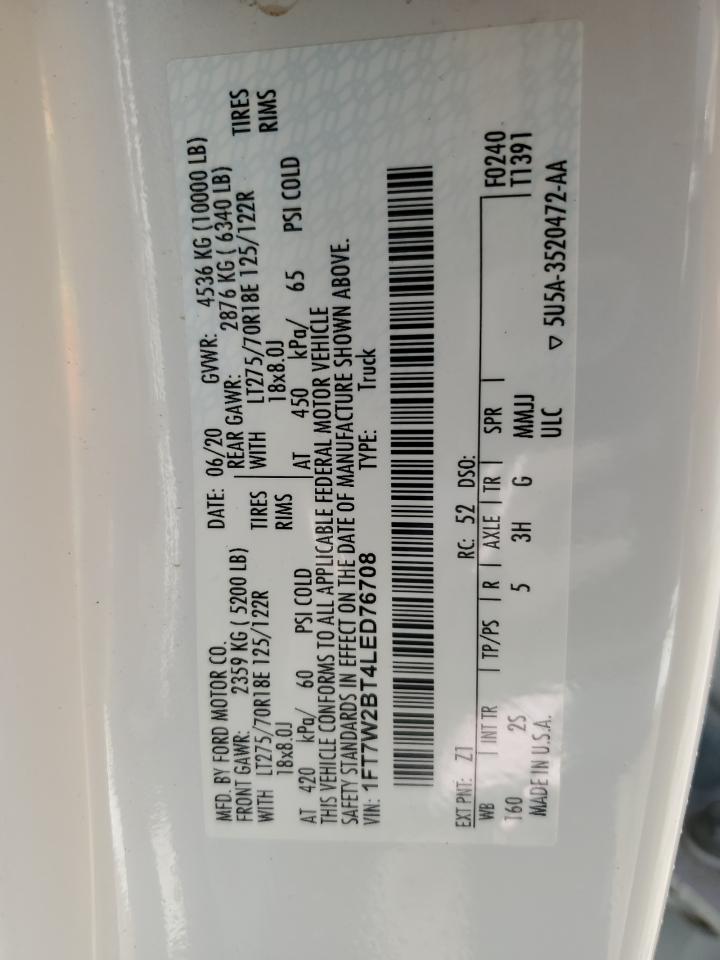 MFD. BY FORD MOTOR CO.
DATE: 06/20 GVWR: 4536 KG (10000 LB)
FRONT GAWR: 2359 KG ( 5200 LB)
REAR GAWR: 2876 KG ( 6340 LB)
WITH LT275/70R18E 125/122R TIRES
WITH LT275/70R18E 125/122R TIRES
18x8.0J RIMS
18x8.0J RIMS
AT 420 kPa/ 60 PSI COLD
AT 450 kPa/ 65 PSI COLD
THIS VEHICLE CONFORMS TO ALL APPLICABLE FEDERAL MOTOR VEHICLE
SAFETY STANDARDS IN EFFECT ON THE DATE OF MANUFACTURE SHOWN ABOVE.
VIN: 1FT7W2BT4LED76708
TYPE: Truck
EXT PNT: Z1 RC: 52 DSO:
WB | INT TR | TP/PS | R | AXLE | TR | SPR | F0240
160 2S 5 3H G MMJJ T1391
MADE IN U.S.A. ULC ▽ 5U5A-3520472-AA